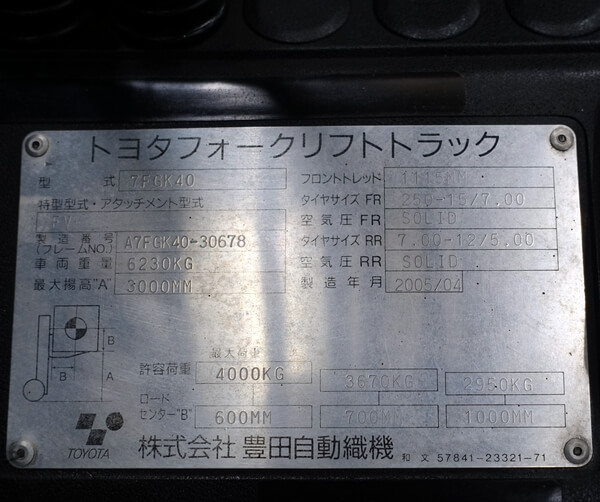 トヨタフォークリフトトラック
型式 7FGK40 フロントトレッド 1115MM
特型型式・アタッチメント型式 タイヤサイズ FR 250-15/7.00
FV 空気圧 FR SOLID
製造番号 (フレームNO.) A7FGK40-30678 タイヤサイズ RR 7.00-12/5.00
車両重量 6230KG 空気圧 RR SOLID
最大揚高"A" 3000MM 製造年月 2005/04
B
B A
最大荷重
許容荷重 4000KG 3670KG 2950KG
ロードセンター"B" 600MM 700MM 1000MM
TOYOTA 株式会社 豊田自動織機 和文 57841-23321-71